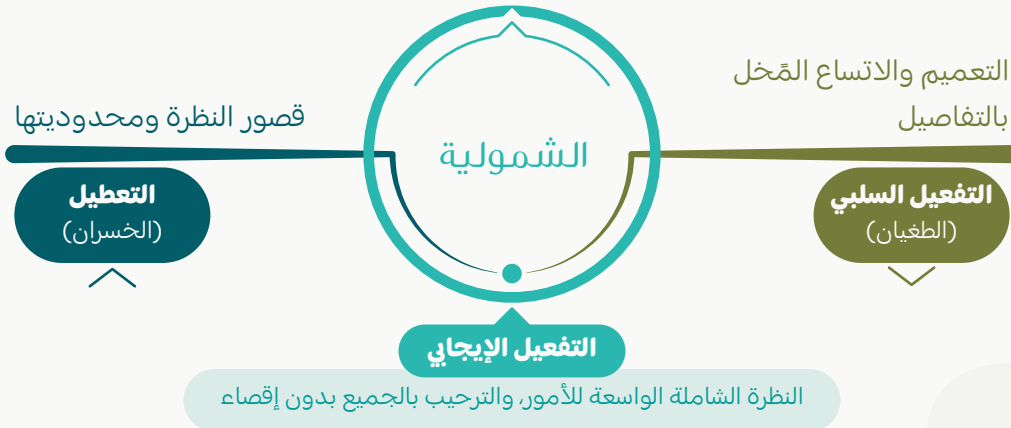 التعميم والاتساع المًخل
بالتفاصيل
التفعيل السلبي
(الطغيان)
الشمولية
قصور النظرة ومحدوديتها
التعطيل
(الخسران)
التفعيل الإيجابي
النظرة الشاملة الواسعة للأمور، والترحيب بالجميع بدون إقصاء